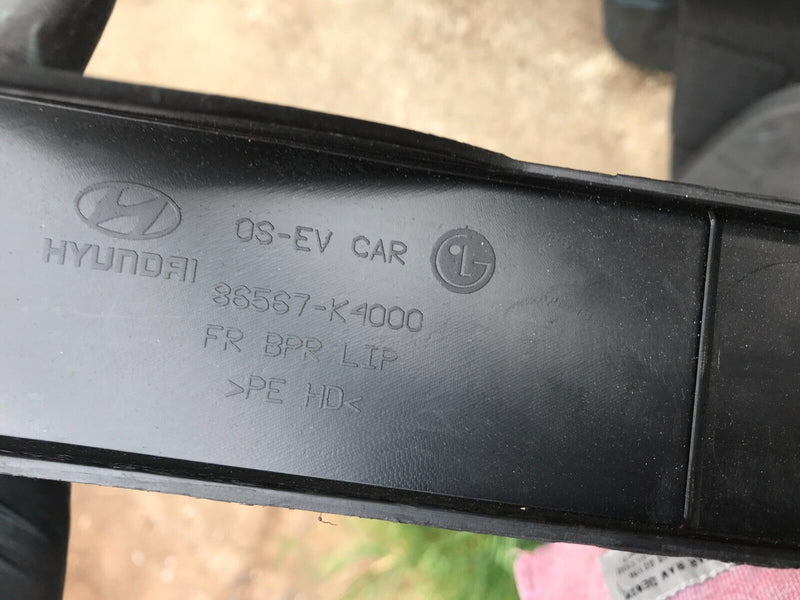 OS-EV CAR LG
HYUNDAI
86567-K4000
FR BPR LIP
>PE HD<